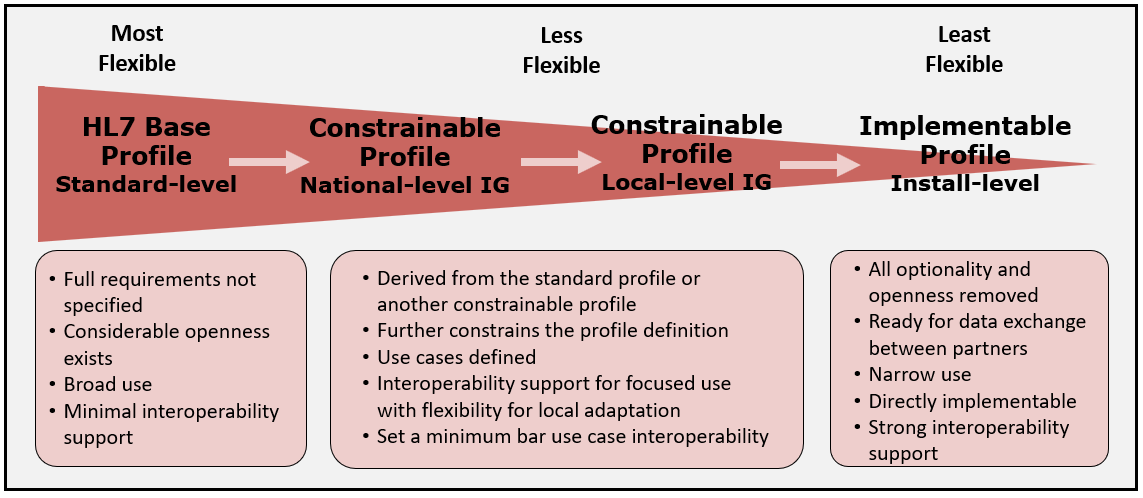 Most
Flexible
Less
Flexible
Least
Flexible
HL7 Base
Profile
Standard-level
Constrainable
Profile
National-level IG
Constrainable
Profile
Local-level IG
Implementable
Profile
Install-level
• Full requirements not
specified
• Considerable openness
exists
• Broad use
• Minimal interoperability
support
• Derived from the standard profile or
another constrainable profile
• Further constrains the profile definition
• Use cases defined
• Interoperability support for focused use
with flexibility for local adaptation
• Set a minimum bar use case interoperability
• All optionality and
openness removed
• Ready for data exchange
between partners
• Narrow use
• Directly implementable
• Strong interoperability
support